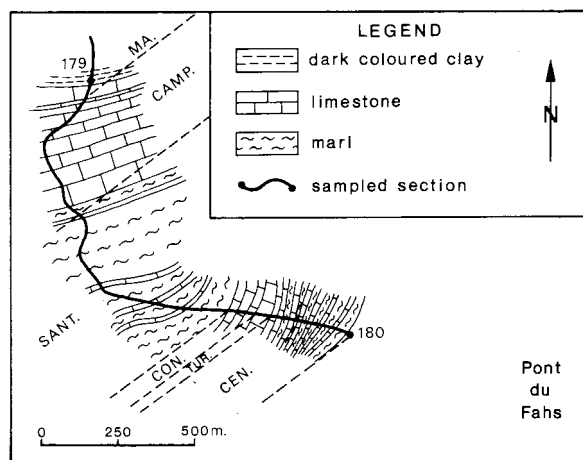 LEGEND
dark coloured clay
limestone
marl
sampled section
N
179
MA.
CAMP.
SANT.
CON.
TUR.
CEN.
180
Pont
du
Fahs
0 250 500m.